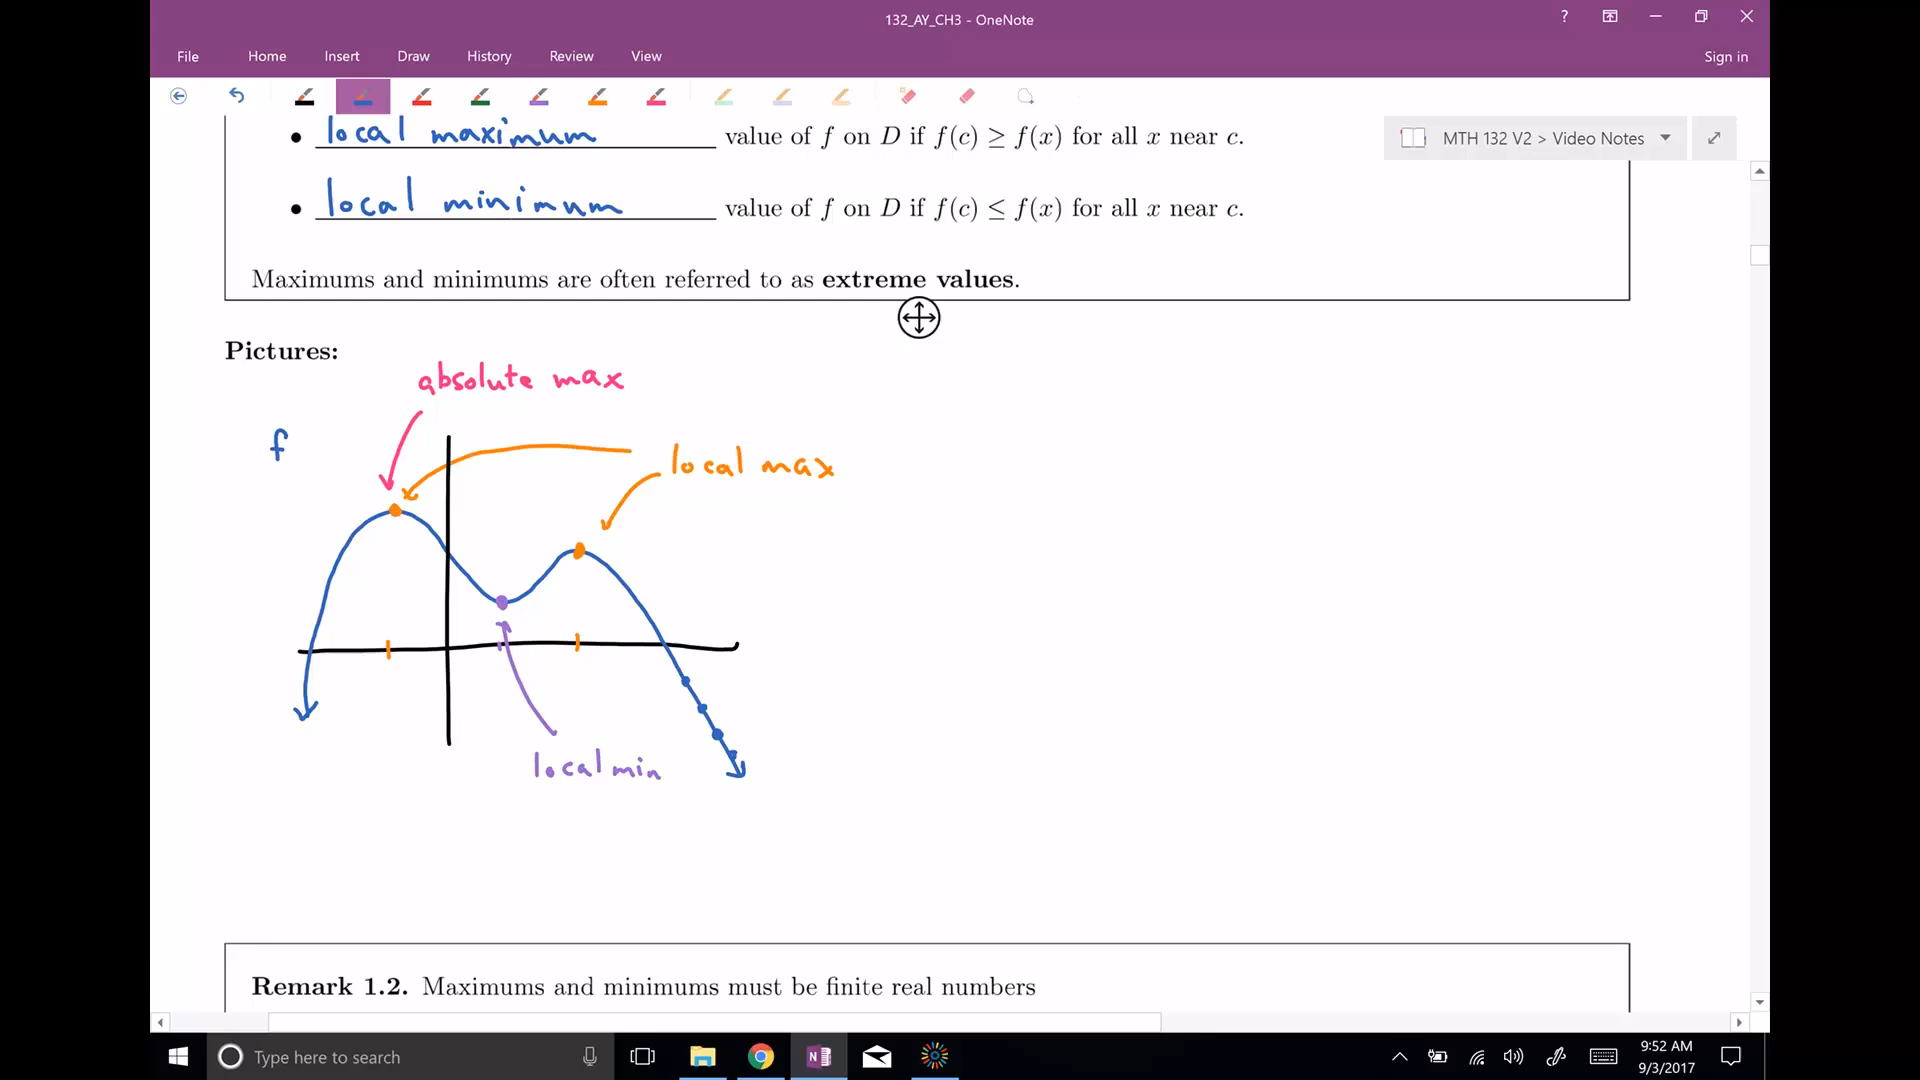 132_AY_CH3 - OneNote
?
File Home Insert Draw History Review View Sign in
• local maximum value of f on D if f(c) ≥ f(x) for all x near c.
MTH 132 V2 > Video Notes
• local minimum value of f on D if f(c) ≤ f(x) for all x near c.
Maximums and minimums are often referred to as extreme values.
Pictures:
absolute max
f
local max
local min
Remark 1.2. Maximums and minimums must be finite real numbers
Type here to search
N
9:52 AM
9/3/2017